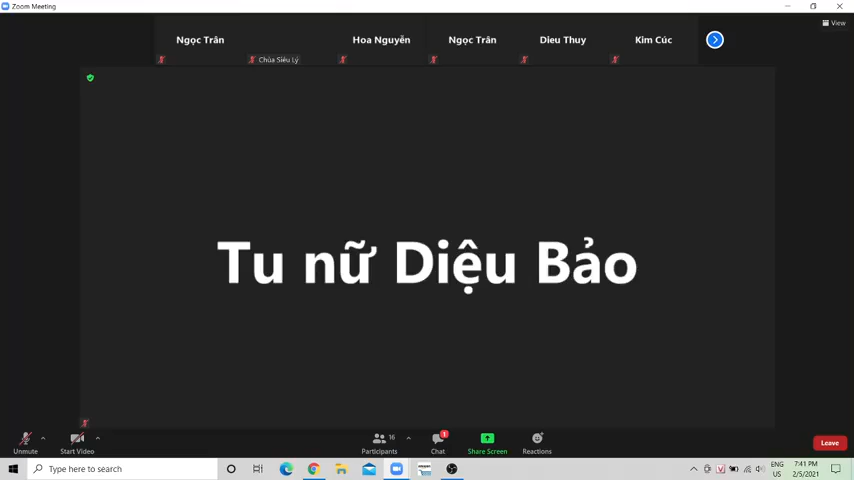 Zoom Meeting
View
Ngọc Trân
Hoa Nguyễn
Ngọc Trân
Dieu Thuy
Kim Cúc
Chùa Siêu Lý
Tu nữ Diệu Bảo
Unmute
Start Video
16
Participants
1
Chat
Share Screen
Reactions
Leave
Type here to search
ENG
US
7:41 PM
2/5/2021